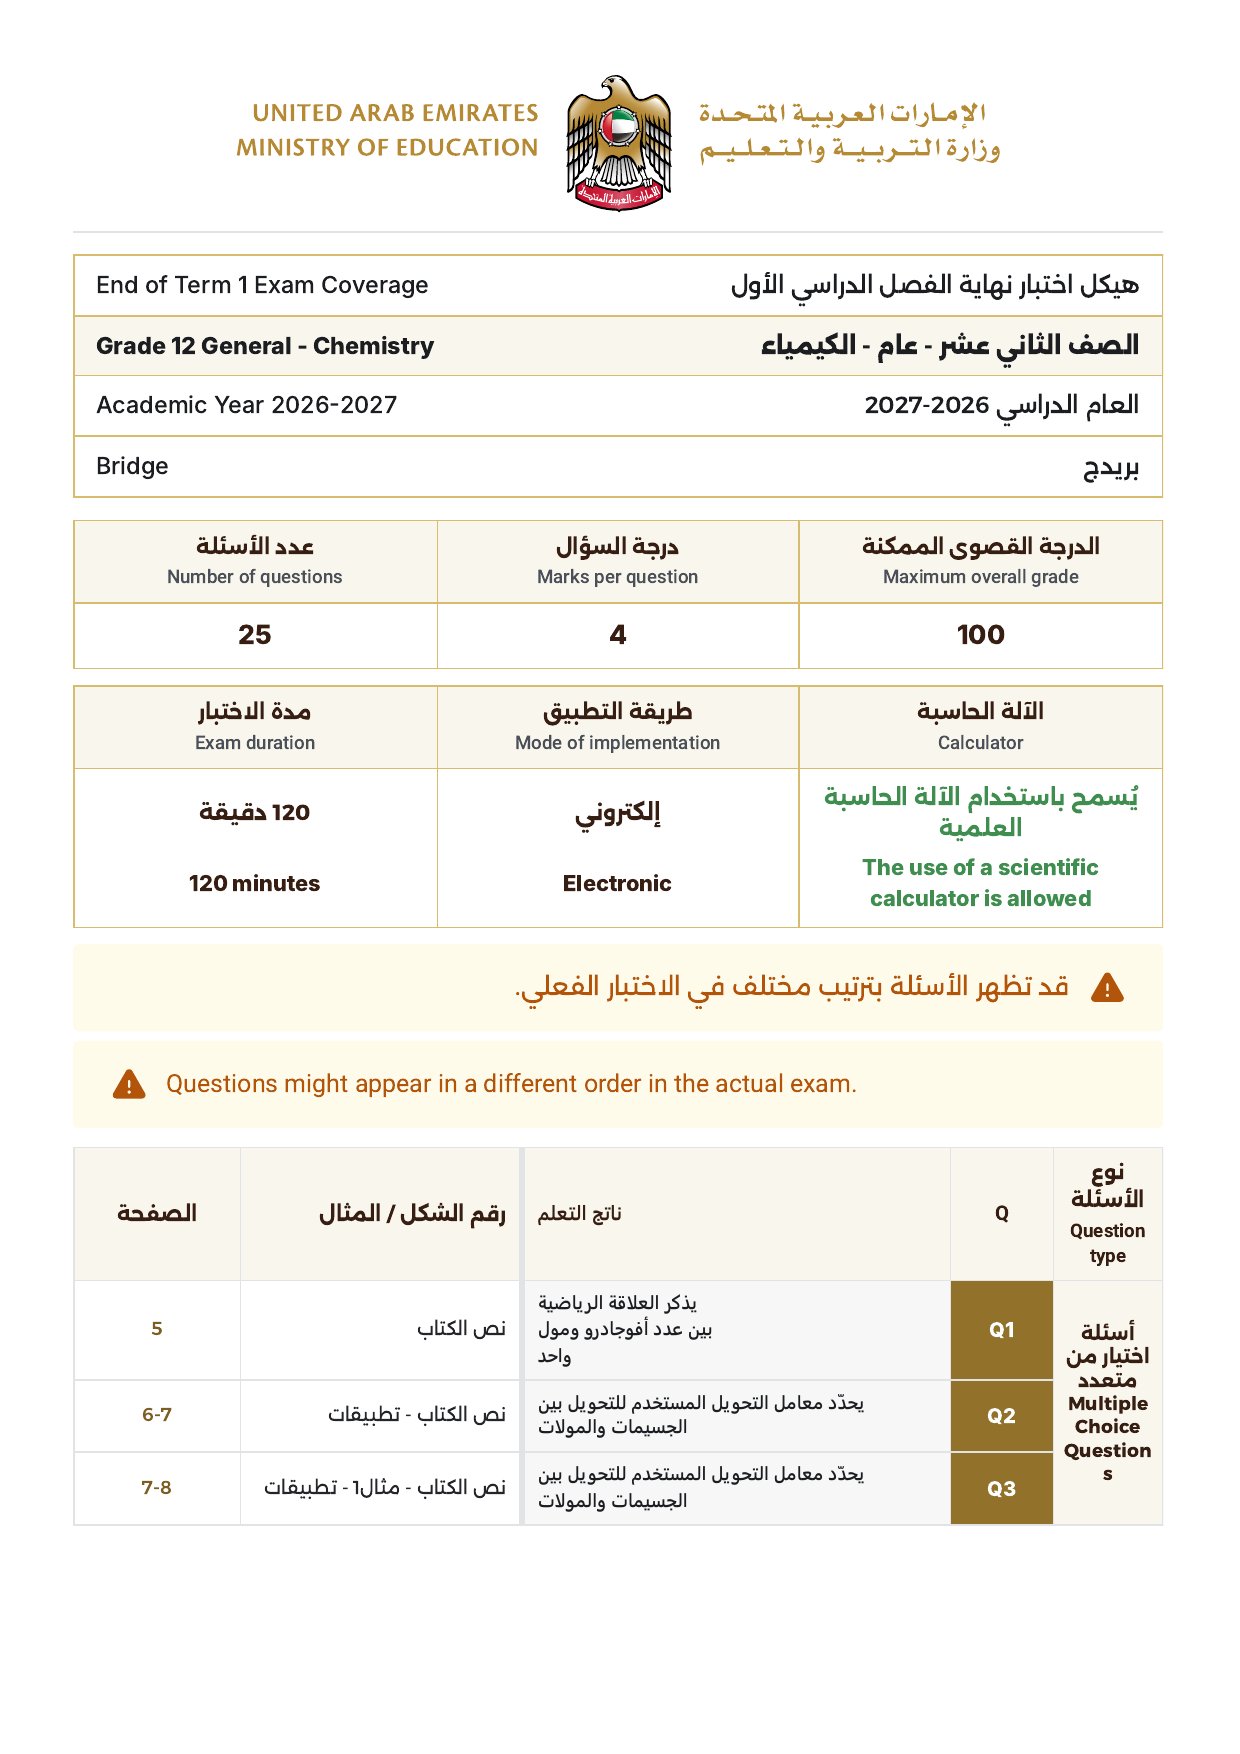 UNITED ARAB EMIRATES
MINISTRY OF EDUCATION
الإمارات العربية المتحدة
وزارة التربية والتعليم
الإمارات العربية المتحدة
End of Term 1 Exam Coverage
هيكل اختبار نهاية الفصل الدراسي الأول
Grade 12 General - Chemistry
الصف الثاني عشر - عام - الكيمياء
Academic Year 2026-2027
العام الدراسي 2026-2027
Bridge
بريدج
عدد الأسئلة
Number of questions
درجة السؤال
Marks per question
الدرجة القصوى الممكنة
Maximum overall grade
25
4
100
مدة الاختبار
Exam duration
طريقة التطبيق
Mode of implementation
الآلة الحاسبة
Calculator
120 دقيقة
120 minutes
إلكتروني
Electronic
يُسمح باستخدام الآلة الحاسبة
العلمية
The use of a scientific
calculator is allowed
قد تظهر الأسئلة بترتيب مختلف في الاختبار الفعلي.
Questions might appear in a different order in the actual exam.
نوع
الأسئلة
Question
type
Q
ناتج التعلم
رقم الشكل / المثال
الصفحة
أسئلة
اختيار من
متعدد
Multiple
Choice
Question
s
Q1
يذكر العلاقة الرياضية
بين عدد أفوجادرو ومول
واحد
نص الكتاب
5
Q2
يحدّد معامل التحويل المستخدم للتحويل بين
الجسيمات والمولات
نص الكتاب - تطبيقات
6-7
Q3
يحدّد معامل التحويل المستخدم للتحويل بين
الجسيمات والمولات
نص الكتاب - مثال1 - تطبيقات
7-8